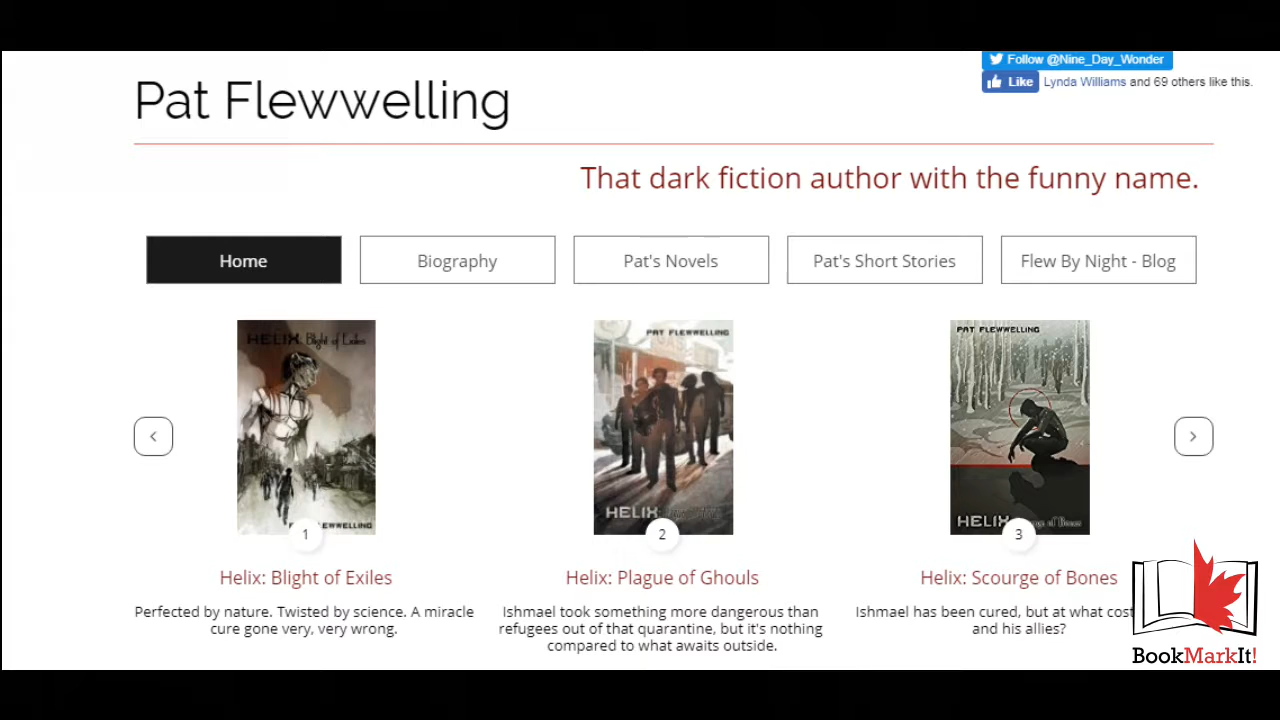 Follow @Nine_Day_Wonder
Like Lynda Williams and 69 others like this.
Pat Flewwelling
That dark fiction author with the funny name.
Home
Biography
Pat's Novels
Pat's Short Stories
Flew By Night - Blog
HELIX: Blight of Exiles
FLEWWELLING
PAT FLEWWELLING
HELIX
PAT FLEWWELLING
HELIX of Bones
1
2
3
Helix: Blight of Exiles
Helix: Plague of Ghouls
Helix: Scourge of Bones
Perfected by nature. Twisted by science. A miracle
cure gone very, very wrong.
Ishmael took something more dangerous than
refugees out of that quarantine, but it's nothing
compared to what awaits outside.
Ishmael has been cured, but at what cost
and his allies?
BookMarkIt!